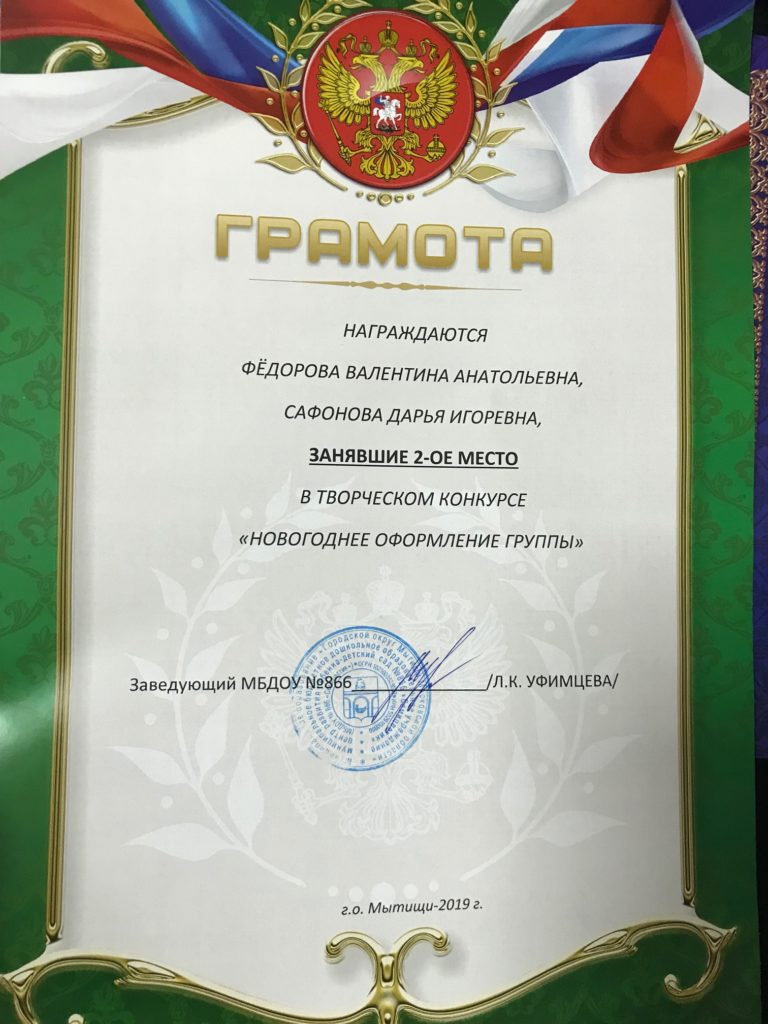 ГРАМОТА
НАГРАЖДАЮТСЯ
ФЁДОРОВА ВАЛЕНТИНА АНАТОЛЬЕВНА,
САФОНОВА ДАРЬЯ ИГОРЕВНА,
ЗАНЯВШИЕ 2-ОЕ МЕСТО
В ТВОРЧЕСКОМ КОНКУРСЕ
«НОВОГОДНЕЕ ОФОРМЛЕНИЕ ГРУППЫ»
Заведующий МБДОУ №866 ______________/Л.К. УФИМЦЕВА/
г.о. Мытищи-2019 г.